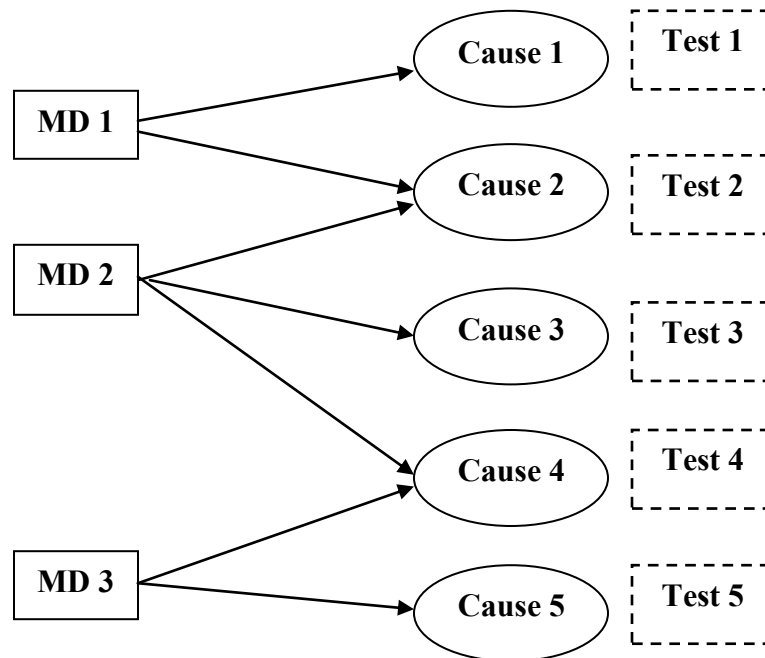 Cause 1
Test 1
MD 1
Cause 2
Test 2
MD 2
Cause 3
Test 3
Cause 4
Test 4
MD 3
Cause 5
Test 5